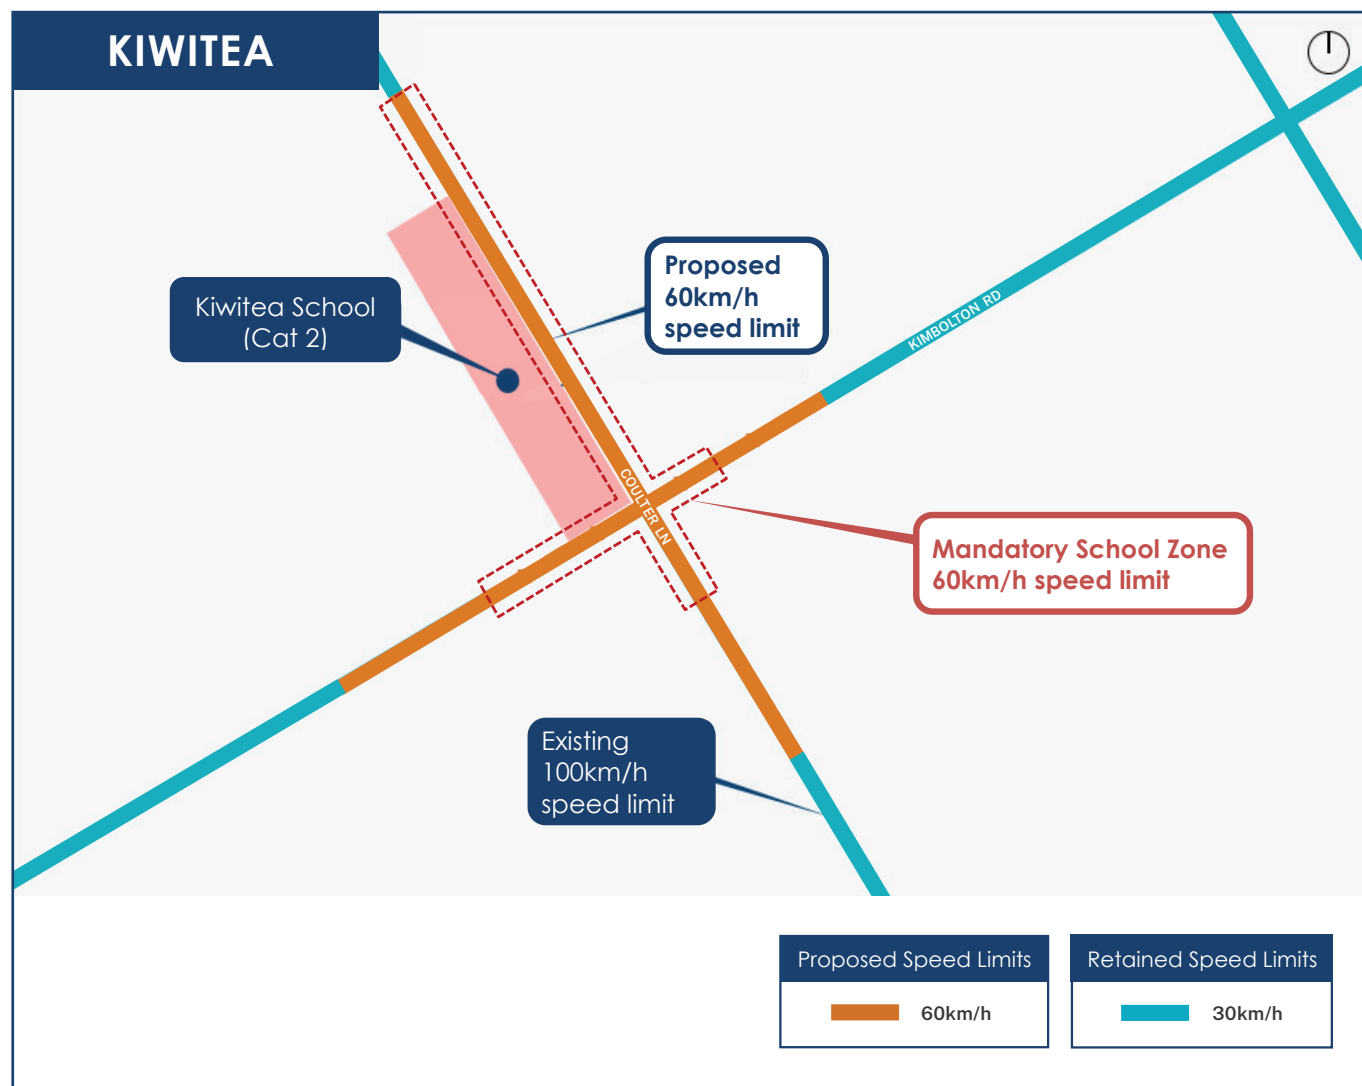 KIWITEA
Kiwitea School
(Cat 2)
Proposed
60km/h
speed limit
KIMBOLTON RD
COULTER LN
Mandatory School Zone
60km/h speed limit
Existing
100km/h
speed limit
Proposed Speed Limits
60km/h
Retained Speed Limits
30km/h